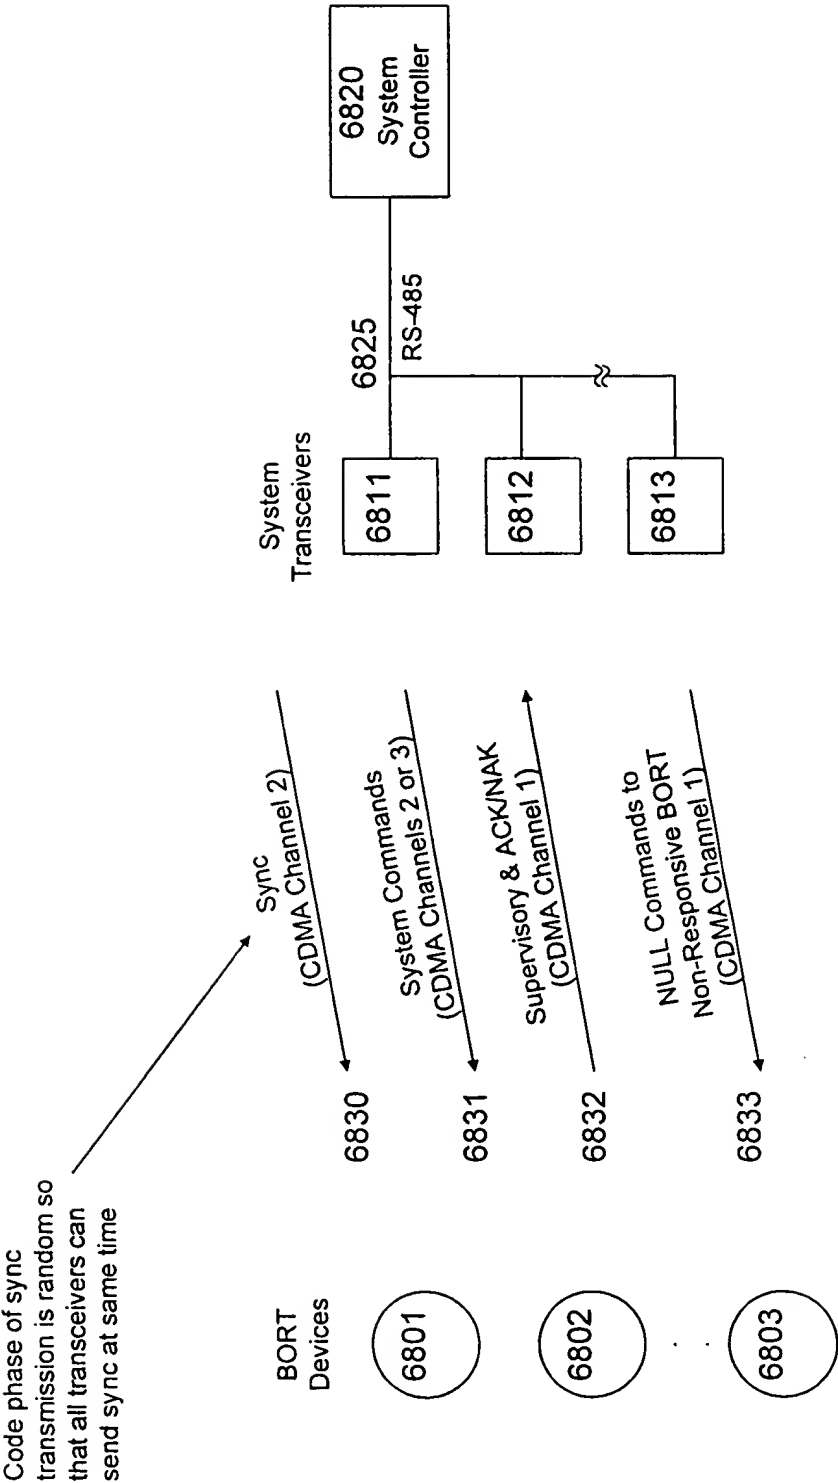 Code phase of sync
transmission is random so
that all transceivers can
send sync at same time
BORT
Devices
6801
6802
6803
6830
Sync
(CDMA Channel 2)
6831
System Commands
(CDMA Channels 2 or 3)
6832
Supervisory & ACK/NAK
(CDMA Channel 1)
6833
NULL Commands to
Non-Responsive BORT
(CDMA Channel 1)
System
Transceivers
6811
6812
6813
6825
RS-485
6820
System
Controller